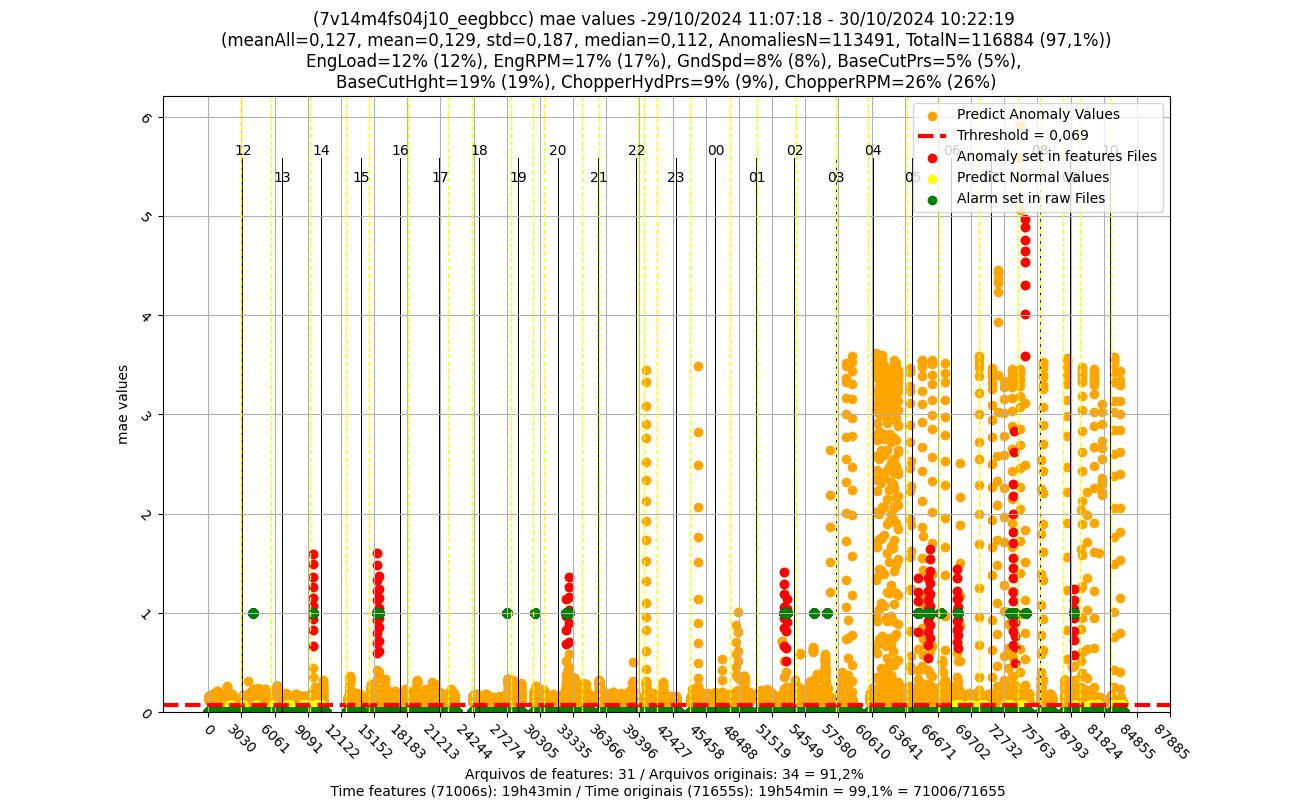 (7v14m4fs04j10_eegbbcc) mae values -29/10/2024 11:07:18 - 30/10/2024 10:22:19
(meanAll=0,127, mean=0,129, std=0,187, median=0,112, AnomaliesN=113491, TotalN=116884 (97,1%))
EngLoad=12% (12%), EngRPM=17% (17%), GndSpd=8% (8%), BaseCutPrs=5% (5%),
BaseCutHght=19% (19%), ChopperHydPrs=9% (9%), ChopperRPM=26% (26%)
Predict Anomaly Values
Trhreshold = 0,069
Anomaly set in features Files
Predict Normal Values
Alarm set in raw Files
12 14 16 18 20 22 00 02 04 06 08 10
13 15 17 19 21 23 01 03 05
6
5
4
3
2
1
0
mae values
0 3030 6061 9091 12122 15152 18183 21213 24244 27274 30305 33335 36366 39396 42427 45458 48488 51519 54549 57580 60610 63641 66671 69702 72732 75763 78793 81824 84855 87885
Arquivos de features: 31 / Arquivos originais: 34 = 91,2%
Time features (71006s): 19h43min / Time originais (71655s): 19h54min = 99,1% = 71006/71655